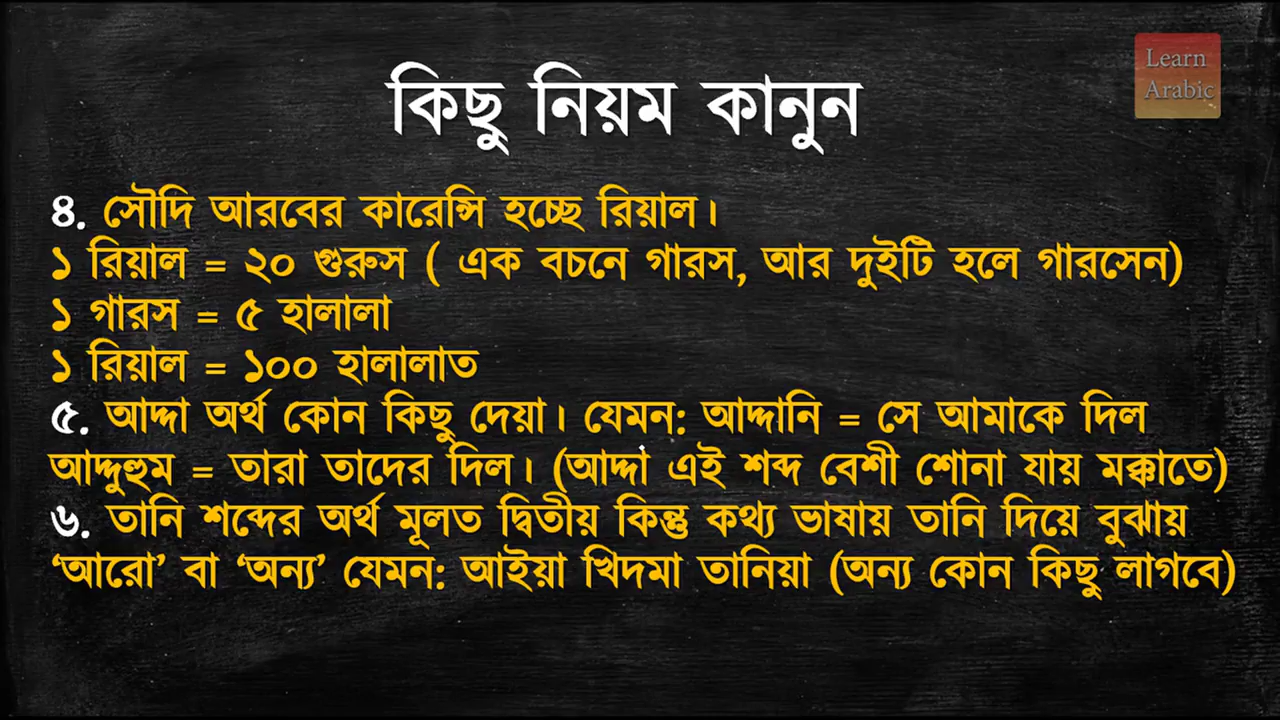 কিছু নিয়ম কানুন
Learn
Arabic
৪. সৌদি আরবের কারেন্সি হচ্ছে রিয়াল।
১ রিয়াল = ২০ গুরুস ( এক বচনে গারস, আর দুইটি হলে গারসেন)
১ গারস = ৫ হালালা
১ রিয়াল = ১০০ হালালাত
৫. আদ্দা অর্থ কোন কিছু দেয়া। যেমন: আদ্দানি = সে আমাকে দিল
আদ্দুহুম = তারা তাদের দিল। (আদ্দা এই শব্দ বেশী শোনা যায় মক্কাতে)
৬. তানি শব্দের অর্থ মূলত দ্বিতীয় কিন্তু কথ্য ভাষায় তানি দিয়ে বুঝায়
‘আরো’ বা ‘অন্য’ যেমন: আইয়া খিদমা তানিয়া (অন্য কোন কিছু লাগবে)